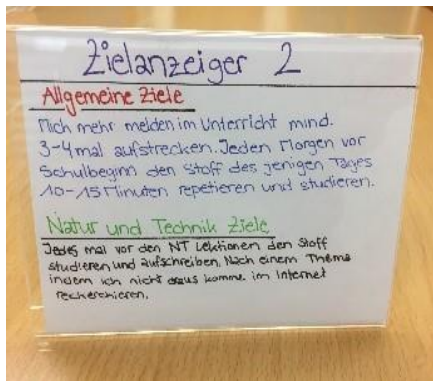 Zielanzeiger 2
Allgemeine Ziele
Mich mehr melden im Unterricht mind.
3-4 mal aufstrecken. Jeden Morgen vor
Schulbeginn den Stoff des jenigen Tages
10-15 Minuten repetieren und studieren.
Natur und Technik Ziele
Jedes mal vor den NT Lektionen den Stoff
studieren und aufschreiben. Nach einem Thema
indem ich nicht draus komme im Internet
recherchieren.